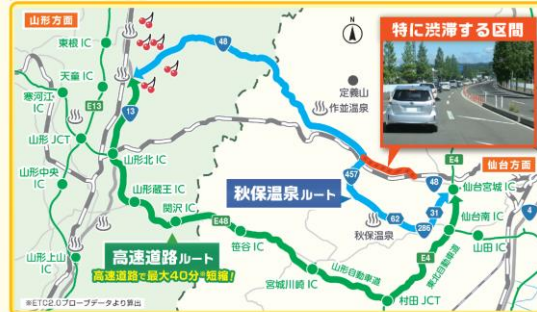 山形方面
特に渋滞する区間
東根 IC
48
N
天童 IC
定義山
作並温泉
寒河江
IC
E13
13
山形 JCT
山形北 IC
E4
仙台方面
457
48
仙台宮城 IC
山形中央
IC
秋保温泉ルート
山形蔵王 IC
62
31
関沢 IC
E48
秋保温泉
286
仙台南 IC
4
山形上山
IC
高速道路ルート
高速道路で最大40分※短縮!
笹谷 IC
山田 IC
宮城川崎 IC
山形自動車道
E4
東北自動車道
村田 JCT
※ETC2.0プローブデータより算出